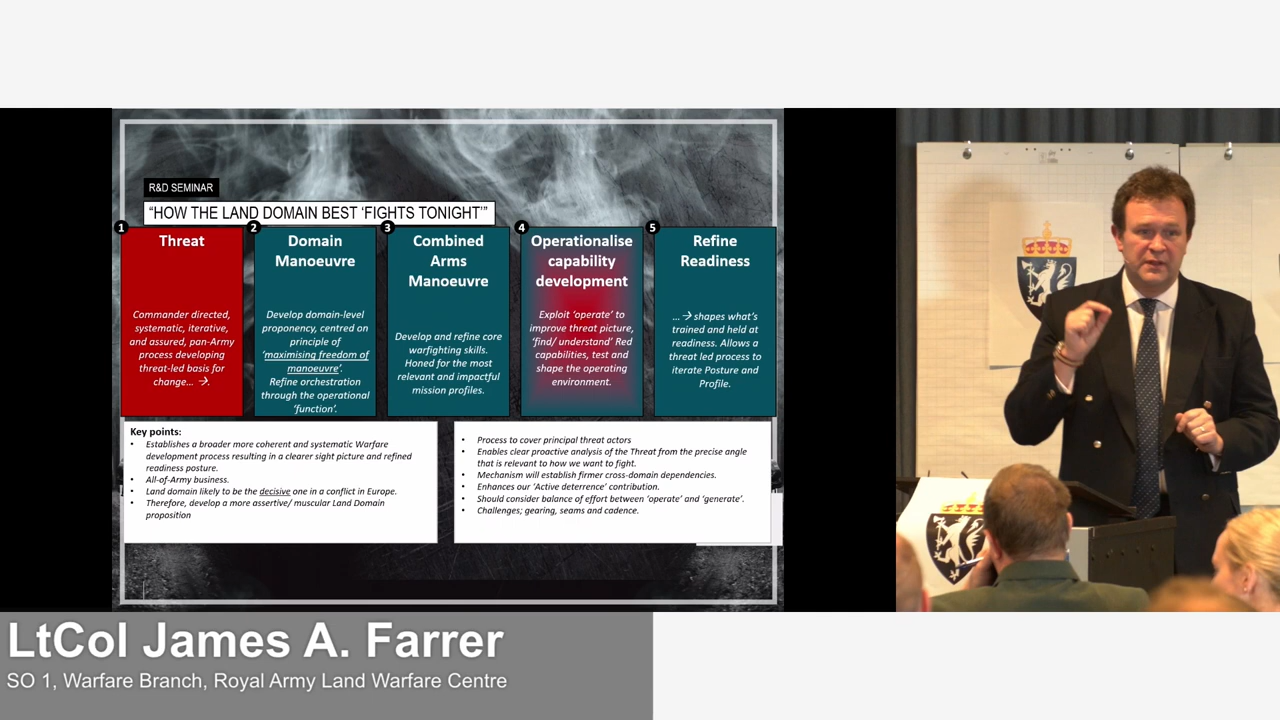 R&D SEMINAR
"HOW THE LAND DOMAIN BEST 'FIGHTS TONIGHT'"
1
Threat
Commander directed,
systematic, iterative,
and assured, pan-Army
process developing
threat-led basis for
change… →.
2
Domain
Manoeuvre
Develop domain-level
proponency, centred on
principle of
'maximising freedom of
manoeuvre'.
Refine orchestration
through the operational
'function'.
3
Combined
Arms
Manoeuvre
Develop and refine core
warfighting skills.
Honed for the most
relevant and impactful
mission profiles.
4
Operationalise
capability
development
Exploit 'operate' to
improve threat picture,
'find/ understand' Red
capabilities, test and
shape the operating
environment.
5
Refine
Readiness
…→ shapes what's
trained and held at
readiness. Allows a
threat led process to
iterate Posture and
Profile.
Key points:
• Establishes a broader more coherent and systematic Warfare
development process resulting in a clearer sight picture and refined
readiness posture.
• All-of-Army business.
• Land domain likely to be the decisive one in a conflict in Europe.
• Therefore, develop a more assertive/ muscular Land Domain
proposition
• Process to cover principal threat actors
• Enables clear proactive analysis of the Threat from the precise angle
that is relevant to how we want to fight.
• Mechanism will establish firmer cross-domain dependencies.
• Enhances our 'Active deterrence' contribution.
• Should consider balance of effort between 'operate' and 'generate'.
• Challenges; gearing, seams and cadence.
LtCol James A. Farrer
SO 1, Warfare Branch, Royal Army Land Warfare Centre